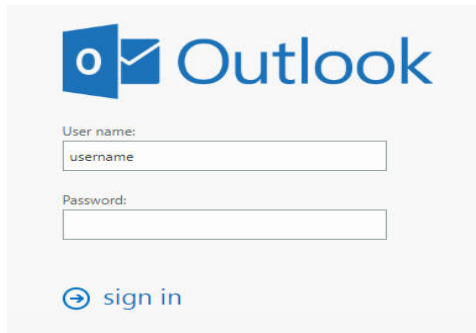 o Outlook
User name:
username
Password:
sign in